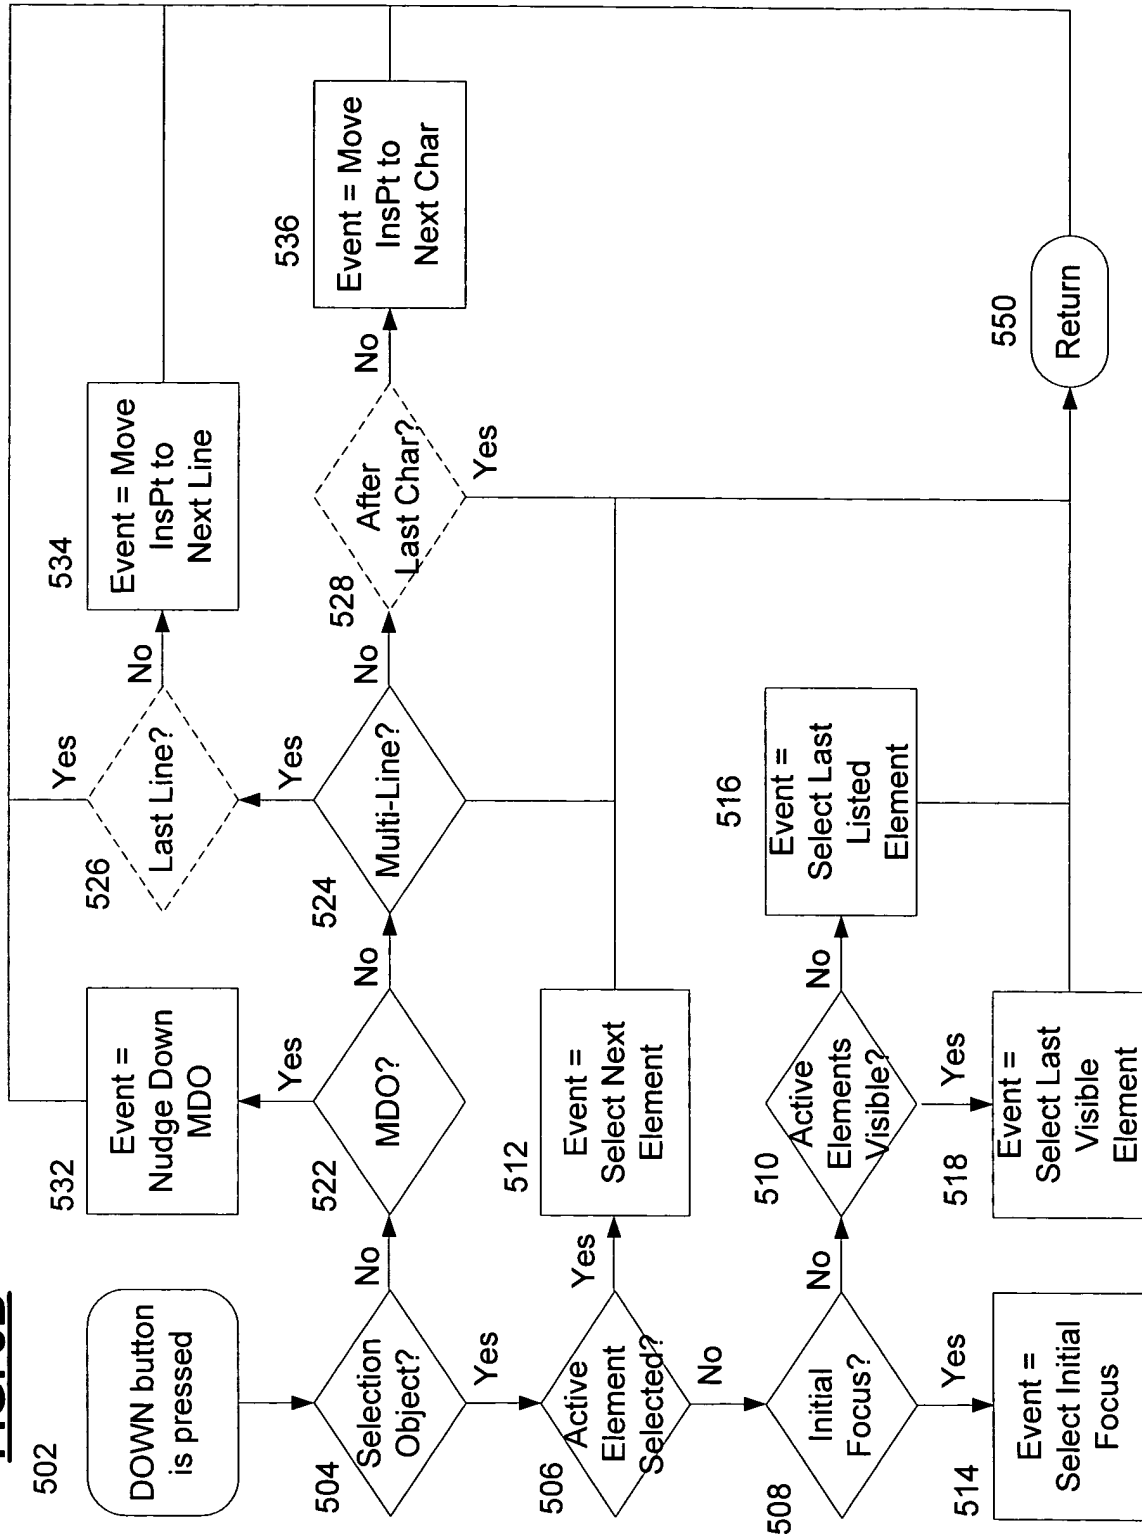 502
DOWN button
is pressed
504
Selection
Object?
No
Yes
522
MDO?
Yes
No
532
Event =
Nudge Down
MDO
524
Multi-Line?
Yes
No
526
Last Line?
Yes
No
534
Event = Move
InsPt to
Next Line
528
After
Last Char?
No
Yes
536
Event = Move
InsPt to
Next Char
506
Active
Element
Selected?
Yes
No
512
Event =
Select Next
Element
508
Initial
Focus?
No
Yes
510
Active
Elements
Visible?
No
Yes
516
Event =
Select Last
Listed
Element
514
Event =
Select Initial
Focus
518
Event =
Select Last
Visible
Element
550
Return